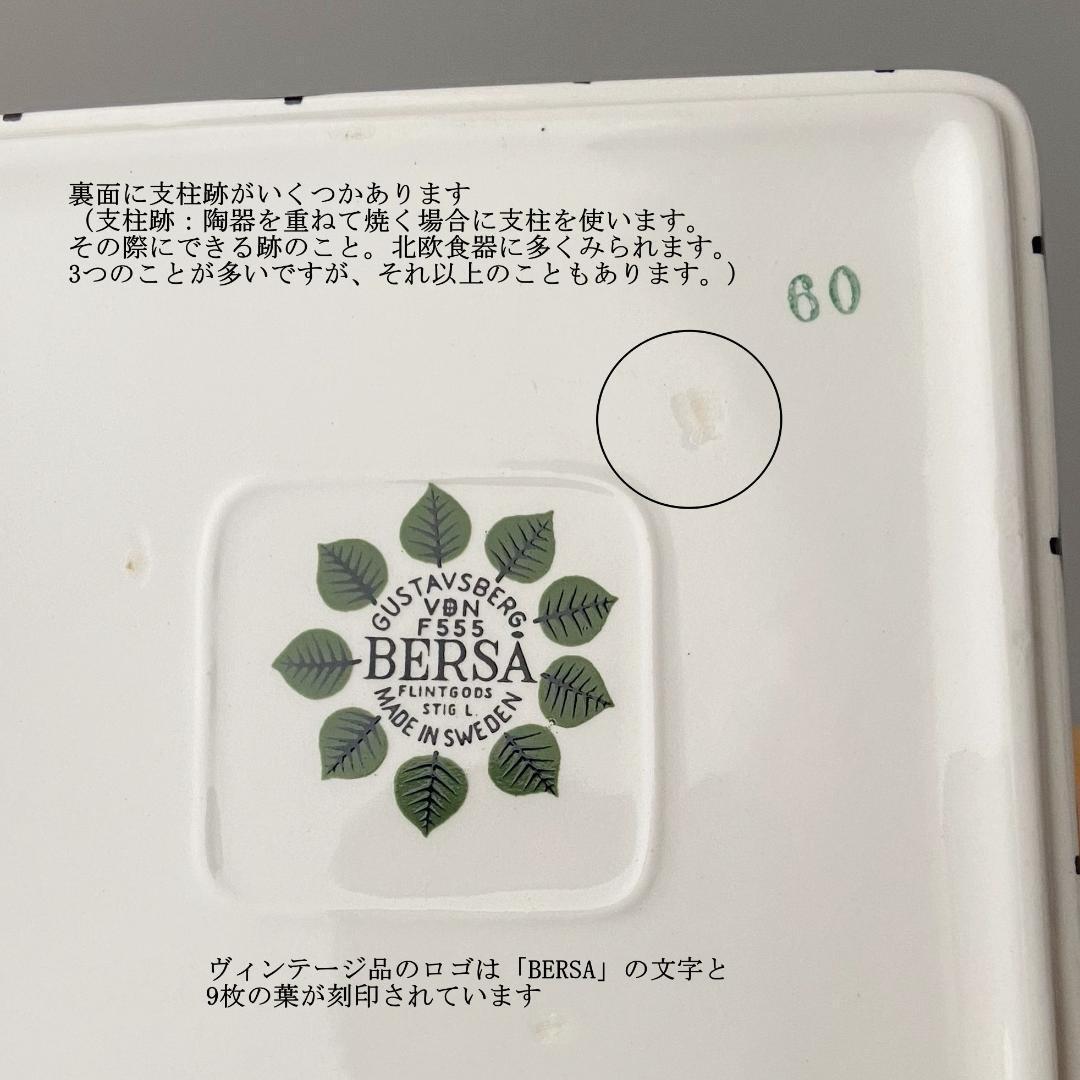 裏面に支柱跡がいくつかあります
（支柱跡：陶器を重ねて焼く場合に支柱を使います。
その際にできる跡のこと。北欧食器に多くみられます。
3つのことが多いですが、それ以上のこともあります。）
60
GUSTAVSBERG
VDN
F555
BERSÅ
FLINTGODS
STIG L.
MADE IN SWEDEN
ヴィンテージ品のロゴは「BERSA」の文字と
9枚の葉が刻印されています